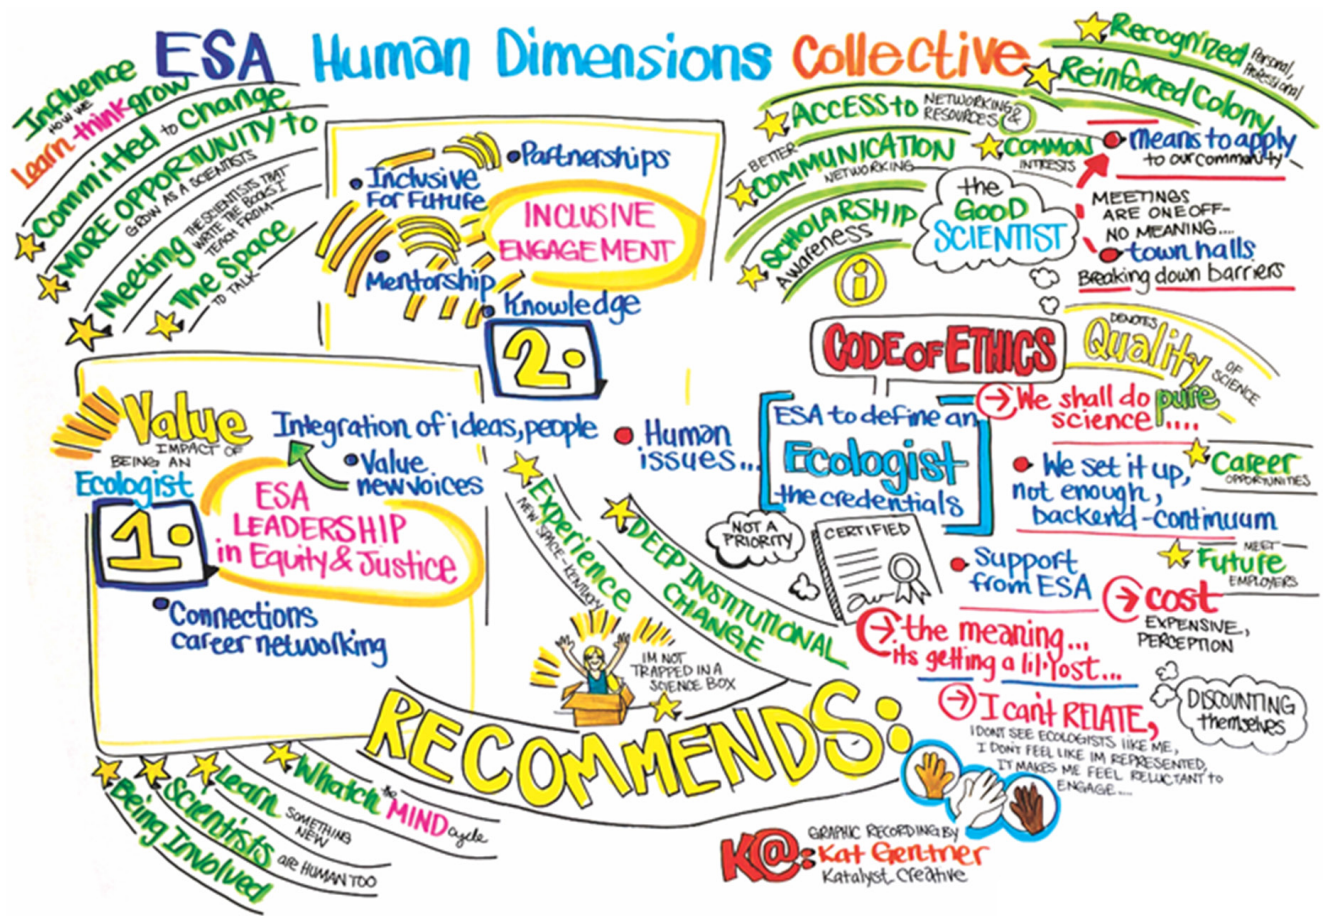 ESA Human Dimensions Collective
Influence
HOW WE
Learn think grow
Committed to Change
MORE OPPORTUNITY to
GROW AS A SCIENTISTS
Meeting
THE SCIENTISTS THAT
WRITE THE BOOKS I
TEACH FROM
The Space
TO TALK
Partnerships
Inclusive
For Future
INCLUSIVE
ENGAGEMENT
Mentorship
Knowledge
2.
Recognized
Personal,
Professional
Reinforced Colony
ACCESS to
NETWORKING &
RESOURCES
BETTER
COMMUNICATION
NETWORKING
COMMON
INTRESTS
SCHOLARSHIP
Awareness
i
the
GOOD
SCIENTIST
means to apply
to our community
MEETINGS
ARE ONE OFF-
NO MEANING....
town halls
Breaking down barriers
CODE OF ETHICS
DENOTES
Quality
OF
SCIENCE
ESA to define an
Ecologist
the credentials
We shall do pure
science....
We set it up,
not enough,
backend-continuum
Career
OPPORTUNITIES
MEET
Future
EMPLOYERS
Value
IMPACT OF
BEING AN
Ecologist
Integration of ideas, people
Value
new voices
Human
issues...
1.
ESA
LEADERSHIP
in Equity & Justice
Connections
career networking
Experience
NEW SPACE-KENTUCKY
DEEP INSTITUTIONAL
CHANGE
NOT A
PRIORITY
CERTIFIED
Support
from ESA
cost
EXPENSIVE,
PERCEPTION
the meaning...
its getting a lil' lost...
IM NOT
TRAPPED IN A
SCIENCE BOX
RECOMMENDS:
I can't RELATE,
I DONT SEE ECOLOGISTS LIKE ME,
I DON'T FEEL LIKE IM REPRESENTED,
IT MAKES ME FEEL RELUCTANT to
ENGAGE...
DISCOUNTING
themselves
Being Involved
Scientists are HUMAN TOO
Learn SOMETHING
NEW
Whatch the MIND cycle
K@:
GRAPHIC RECORDING BY
Kat Gentner
Katalyst Creative